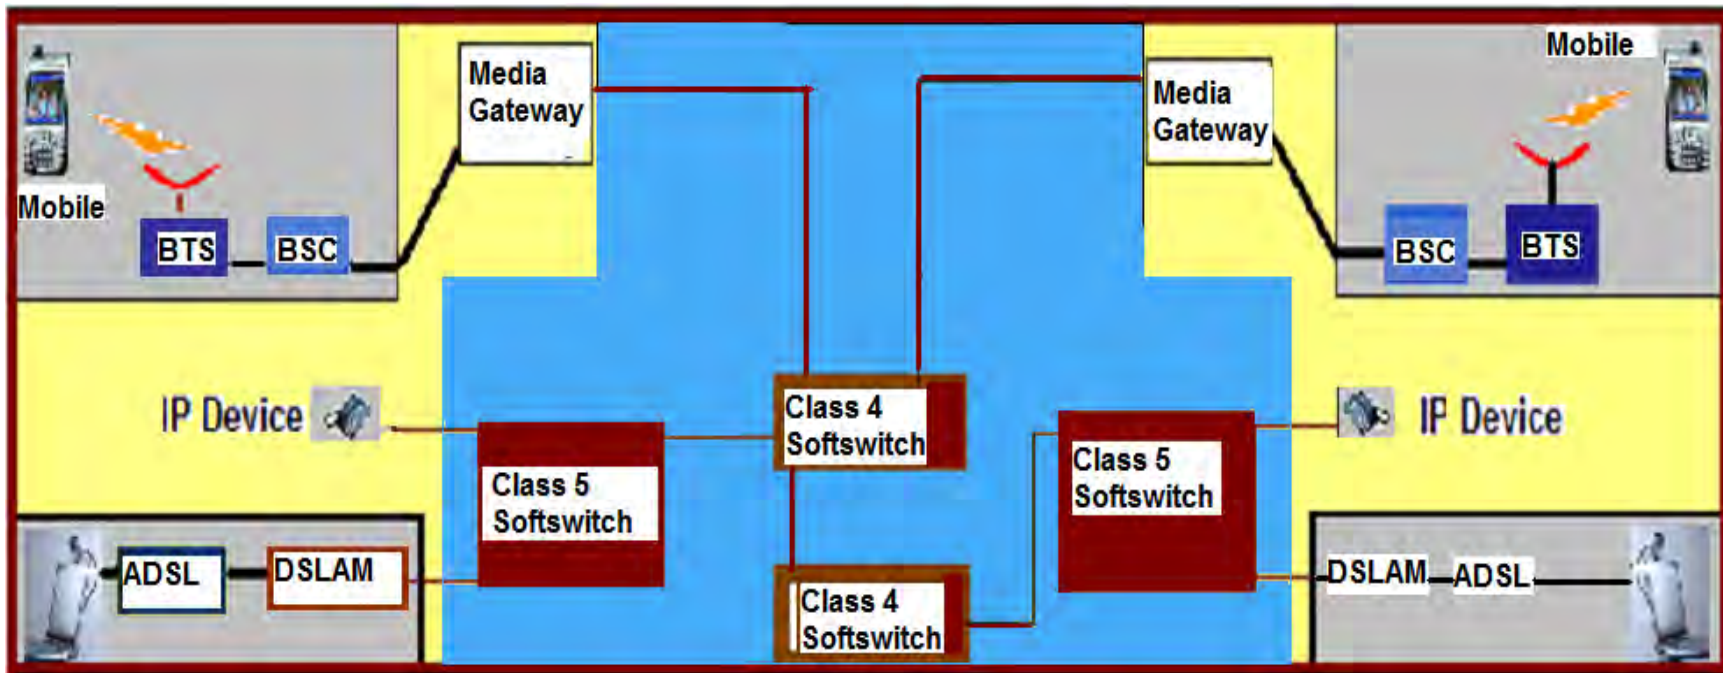 Mobile
Media
Gateway
Media
Gateway
Mobile
BTS
BSC
BSC
BTS
IP Device
Class 4
Softswitch
IP Device
Class 5
Softswitch
Class 5
Softswitch
ADSL
DSLAM
Class 4
Softswitch
DSLAM
ADSL